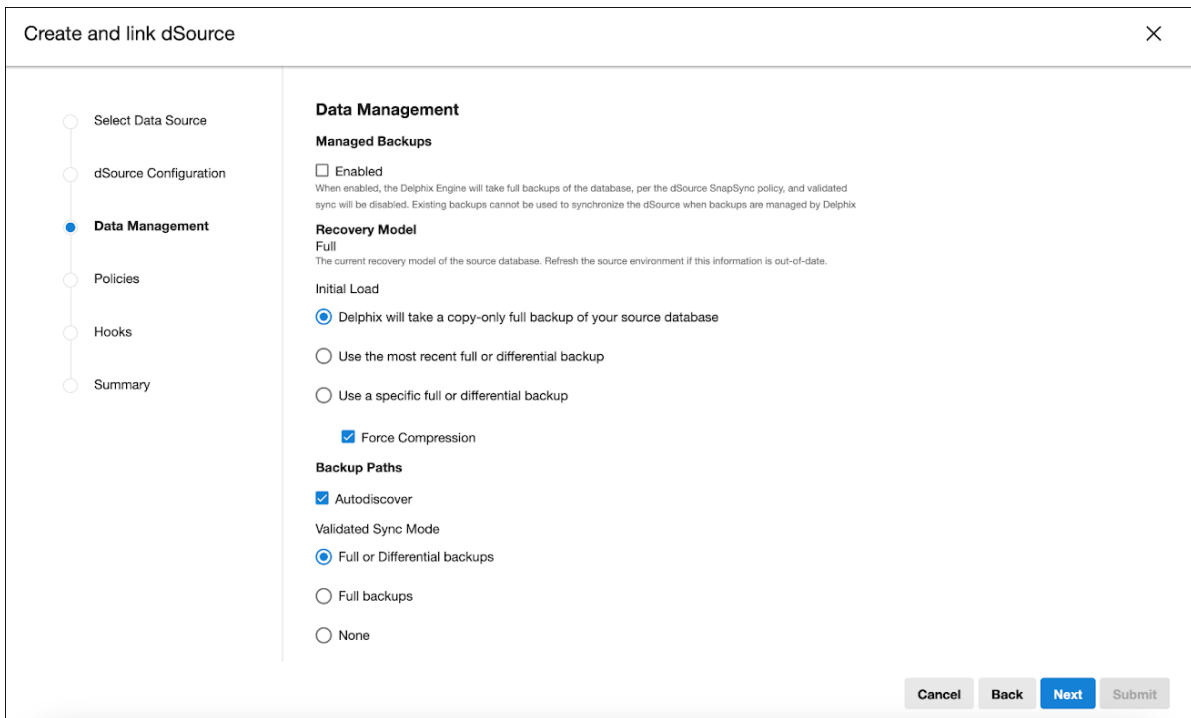 Create and link dSource
Select Data Source
dSource Configuration
Data Management
Policies
Hooks
Summary
Data Management
Managed Backups
Enabled
When enabled, the Delphix Engine will take full backups of the database, per the dSource SnapSync policy, and validated
sync will be disabled. Existing backups cannot be used to synchronize the dSource when backups are managed by Delphix
Recovery Model
Full
The current recovery model of the source database. Refresh the source environment if this information is out-of-date.
Initial Load
Delphix will take a copy-only full backup of your source database
Use the most recent full or differential backup
Use a specific full or differential backup
Force Compression
Backup Paths
Autodiscover
Validated Sync Mode
Full or Differential backups
Full backups
None
Cancel Back Next Submit